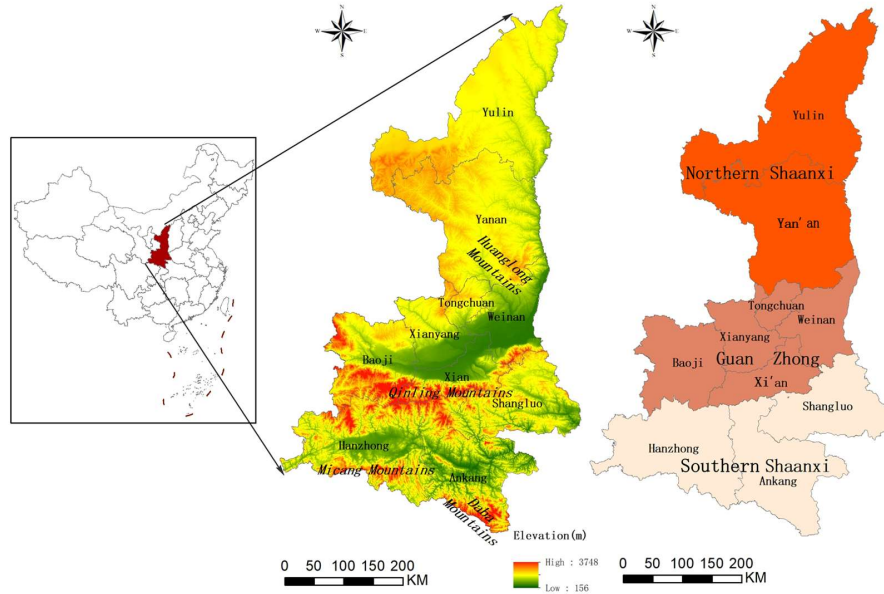 N
W
E
S
Yulin
Yanan
Huanglong
Mountains
Tongchuan
Weinan
Xianyang
Baoji
Xian
Qinling Mountains
Shangluo
Hanzhong
Micang Mountains
Ankang
Daba
Mountains
Elevation(m)
High : 3748
Low : 156
0 50 100 150 200
KM
N
W
E
S
Yulin
Northern Shaanxi
Yan'an
Tongchuan
Weinan
Xianyang
Baoji
Guan Zhong
Xi'an
Shangluo
Hanzhong
Southern Shaanxi
Ankang
0 50 100 150 200
KM